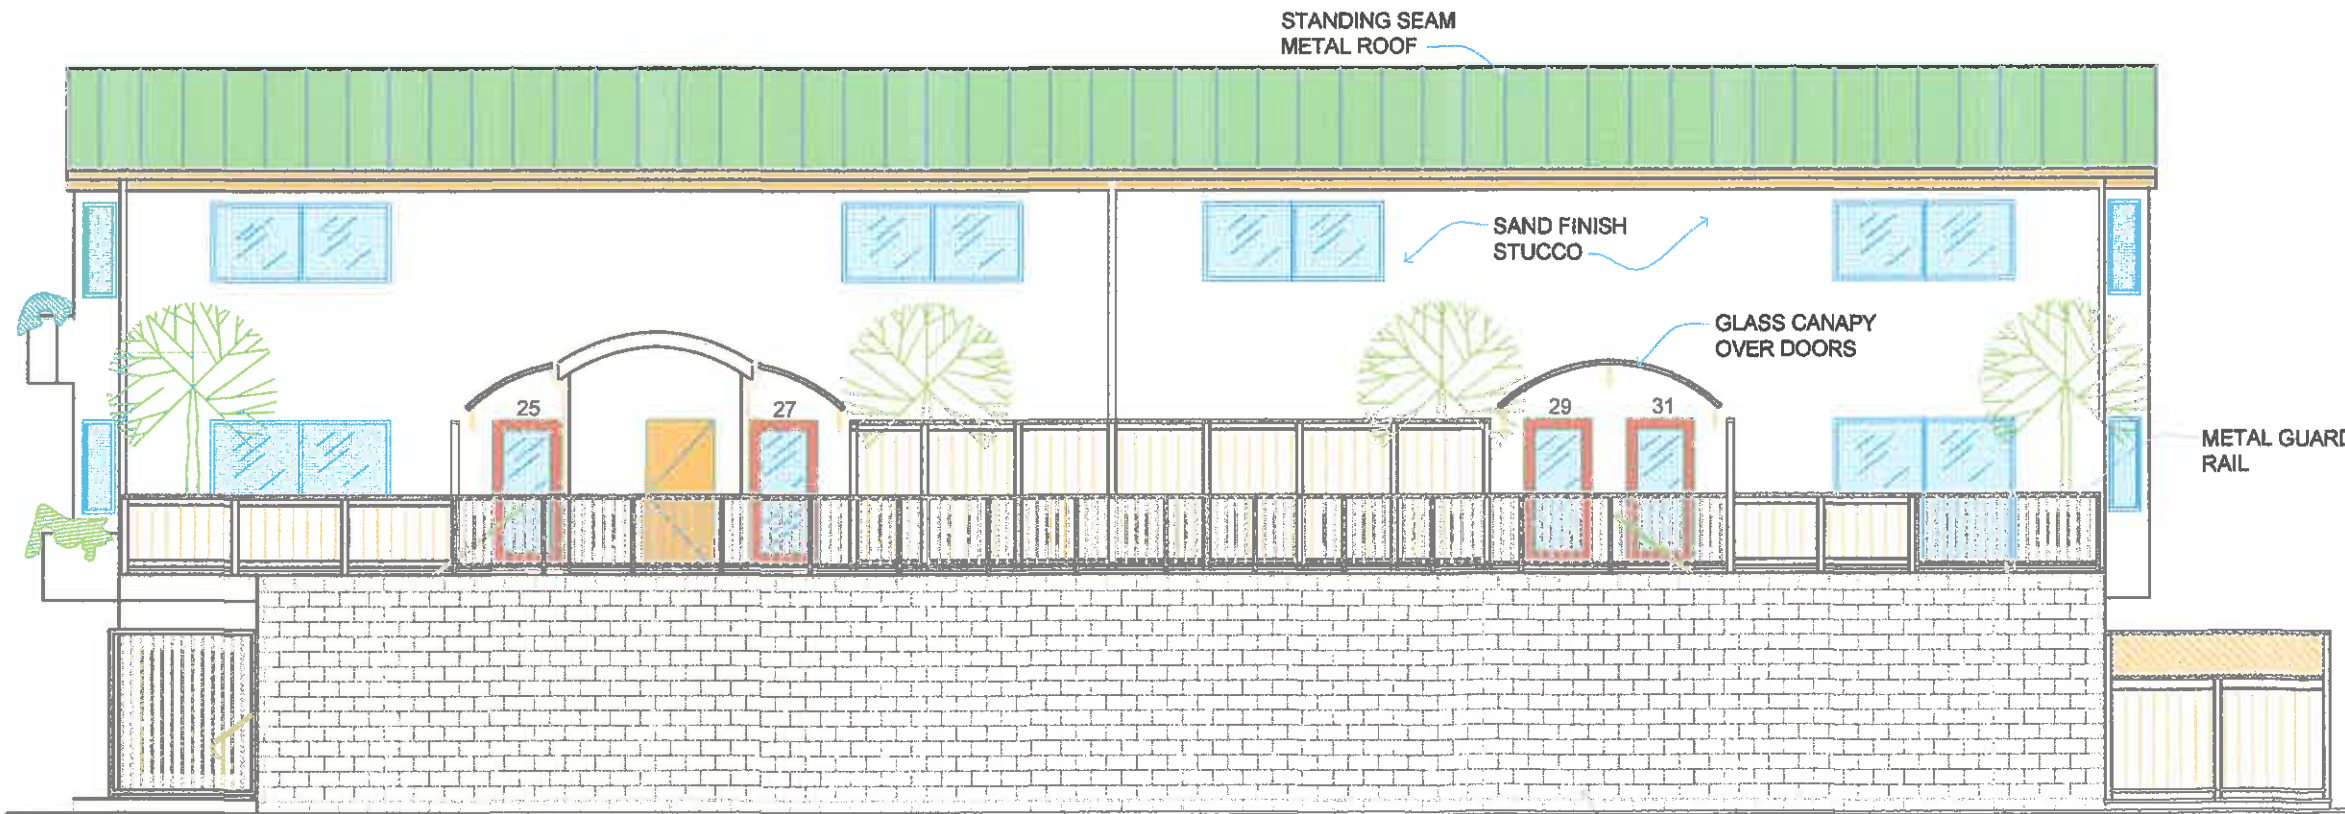 STANDING SEAM
METAL ROOF
SAND FINISH
STUCCO
GLASS CANAPY
OVER DOORS
25
27
29
31
METAL GUARD
RAIL